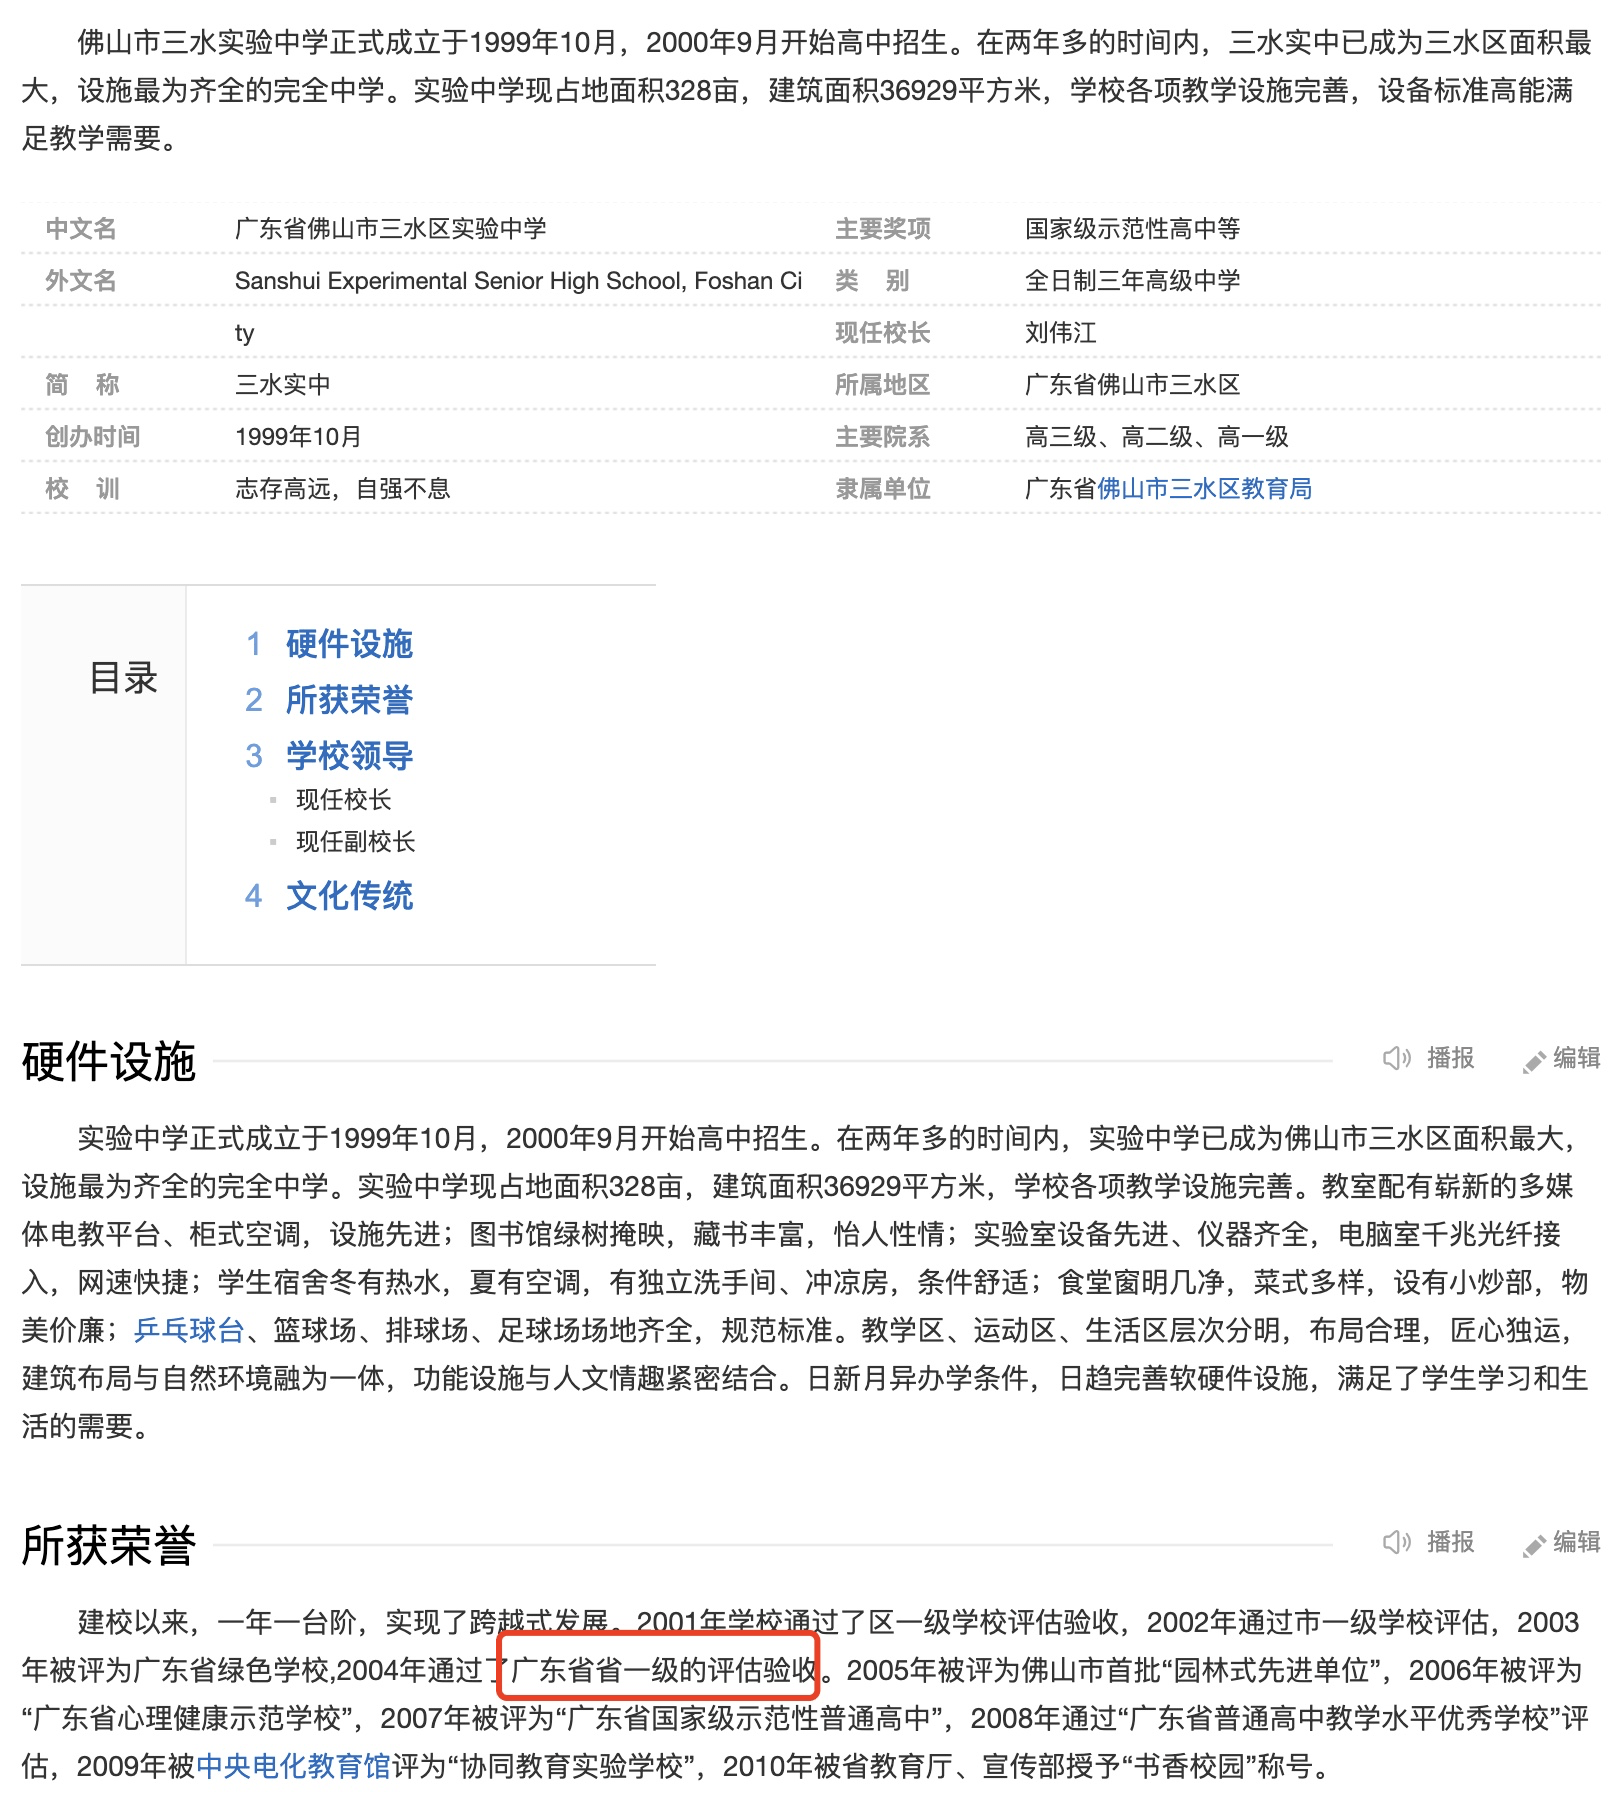 佛山市三水实验中学正式成立于1999年10月，2000年9月开始高中招生。在两年多的时间内，三水实中已成为三水区面积最
大，设施最为齐全的完全中学。实验中学现占地面积328亩，建筑面积36929平方米，学校各项教学设施完善，设备标准高能满
足教学需要。
中文名 广东省佛山市三水区实验中学 主要奖项 国家级示范性高中等
外文名 Sanshui Experimental Senior High School, Foshan Ci 类 别 全日制三年高级中学
ty 现任校长 刘伟江
简 称 三水实中 所属地区 广东省佛山市三水区
创办时间 1999年10月 主要院系 高三级、高二级、高一级
校 训 志存高远，自强不息 隶属单位 广东省佛山市三水区教育局
目录
1 硬件设施
2 所获荣誉
3 学校领导
▪ 现任校长
▪ 现任副校长
4 文化传统
硬件设施 播报 编辑
实验中学正式成立于1999年10月，2000年9月开始高中招生。在两年多的时间内，实验中学已成为佛山市三水区面积最大，
设施最为齐全的完全中学。实验中学现占地面积328亩，建筑面积36929平方米，学校各项教学设施完善。教室配有崭新的多媒
体电教平台、柜式空调，设施先进；图书馆绿树掩映，藏书丰富，怡人性情；实验室设备先进、仪器齐全，电脑室千兆光纤接
入，网速快捷；学生宿舍冬有热水，夏有空调，有独立洗手间、冲凉房，条件舒适；食堂窗明几净，菜式多样，设有小炒部，物
美价廉；乒乓球台、篮球场、排球场、足球场场地齐全，规范标准。教学区、运动区、生活区层次分明，布局合理，匠心独运，
建筑布局与自然环境融为一体，功能设施与人文情趣紧密结合。日新月异办学条件，日趋完善软硬件设施，满足了学生学习和生
活的需要。
所获荣誉 播报 编辑
建校以来，一年一台阶，实现了跨越式发展。2001年学校通过了区一级学校评估验收，2002年通过市一级学校评估，2003
年被评为广东省绿色学校,2004年通过了广东省省一级的评估验收。2005年被评为佛山市首批“园林式先进单位”，2006年被评为
“广东省心理健康示范学校”，2007年被评为“广东省国家级示范性普通高中”，2008年通过“广东省普通高中教学水平优秀学校”评
估，2009年被中央电化教育馆评为“协同教育实验学校”，2010年被省教育厅、宣传部授予“书香校园”称号。